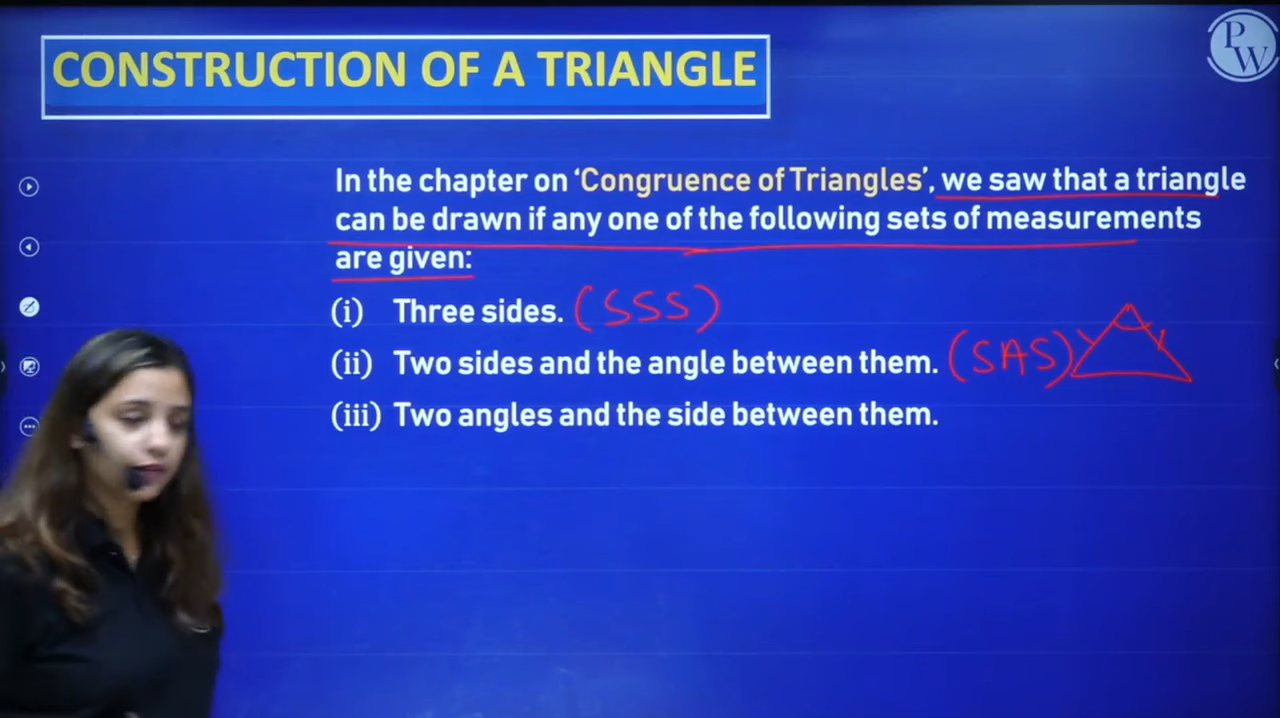 CONSTRUCTION OF A TRIANGLE
PW
In the chapter on ‘Congruence of Triangles’, we saw that a triangle
can be drawn if any one of the following sets of measurements
are given:
(i) Three sides. (SSS)
(ii) Two sides and the angle between them. (SAS)
(iii) Two angles and the side between them.